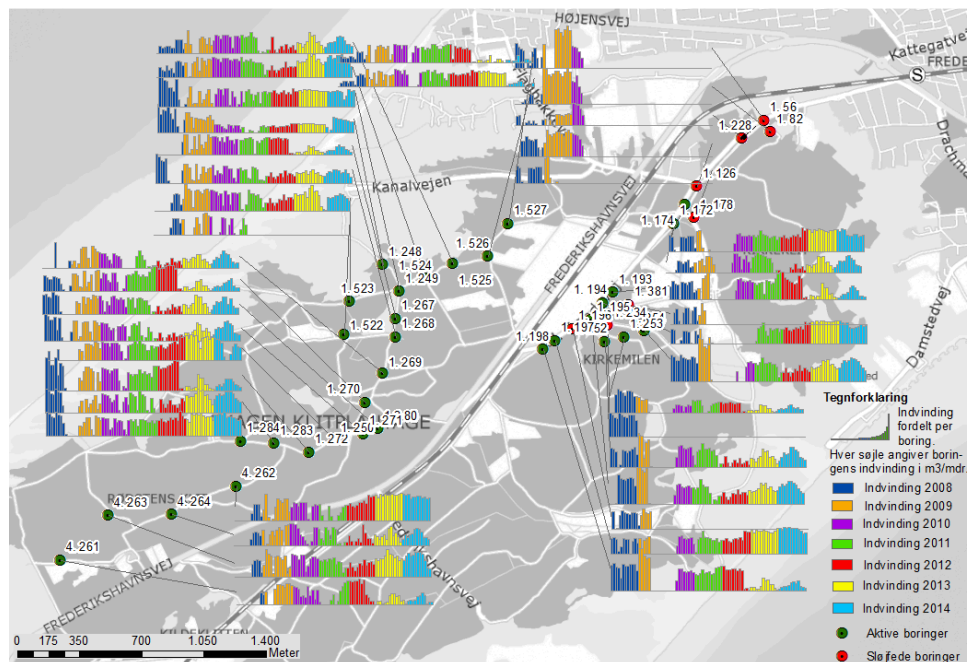 HØJENSVEJ
Kattegatvej
FREDE
S
Flagbakkevej
1. 56
1. 82
1. 228
Drachma
1. 126
Kanalvejen
1. 178
1. 172
1. 174
1. 527
FREDERIKSHAVNSVEJ
1. 526
1. 248
1. 524
1. 525
1. 249
1. 193
1. 194
1. 381
1. 523
1. 267
1. 195
1. 234
1. 268
1. 253
1. 522
1. 198
KIRKEMILEN
Damstedvej
1. 269
1. 270
1. 271
1. 250
1. 284
1. 283
1. 272
4. 262
4. 263
4. 264
4. 261
FREDERIKSHAVNSVEJ
Tegnforklaring
Indvinding
fordelt per
boring.
Hver søjle angiver borin-
gens indvinding i m3/mdr.
Indvinding 2008
Indvinding 2009
Indvinding 2010
Indvinding 2011
Indvinding 2012
Indvinding 2013
Indvinding 2014
Aktive boringer
Sløjfede boringer
0 175 350 700 1.050 1.400
Meter